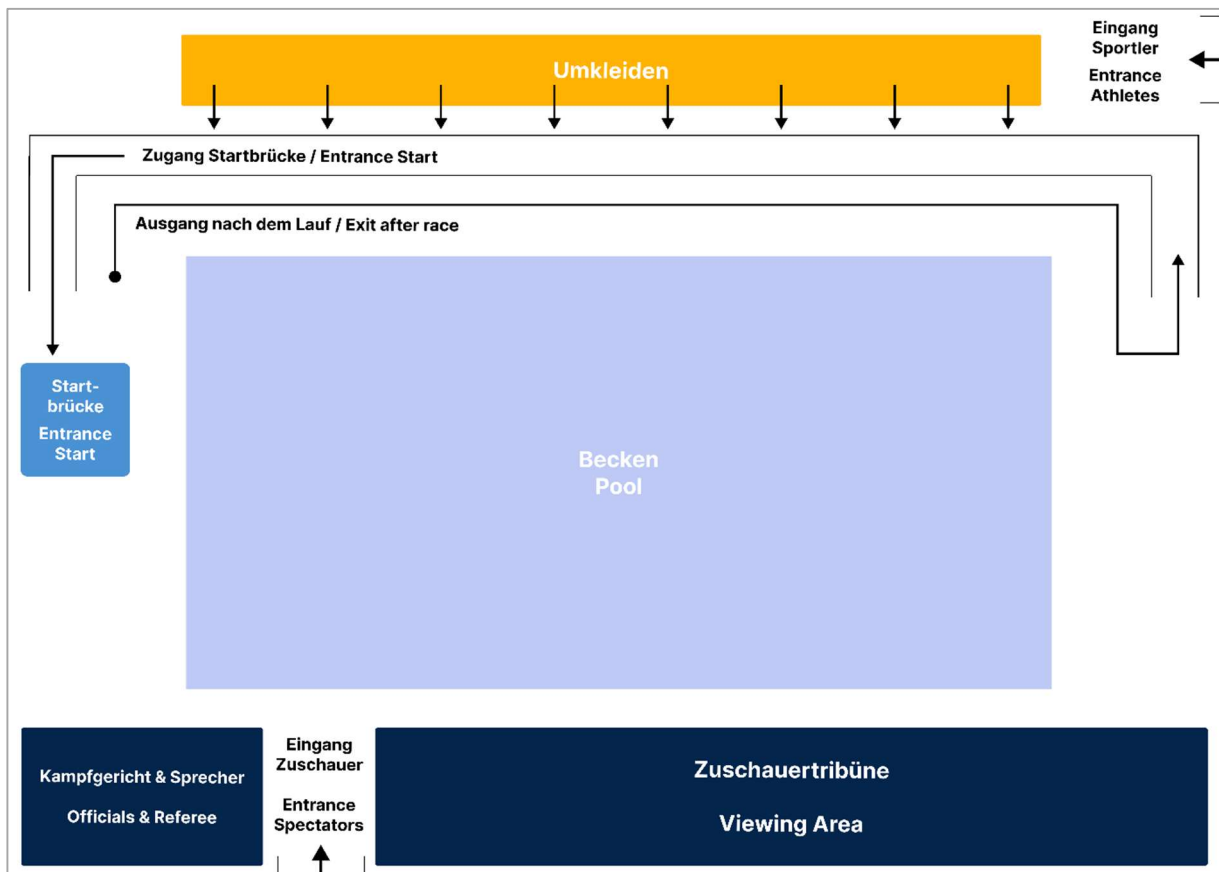 Umkleiden
Eingang
Sportler
Entrance
Athletes
Zugang Startbrücke / Entrance Start
Ausgang nach dem Lauf / Exit after race
Start-
brücke
Entrance
Start
Becken
Pool
Kampfgericht & Sprecher
Officials & Referee
Eingang
Zuschauer
Entrance
Spectators
Zuschauertribüne
Viewing Area